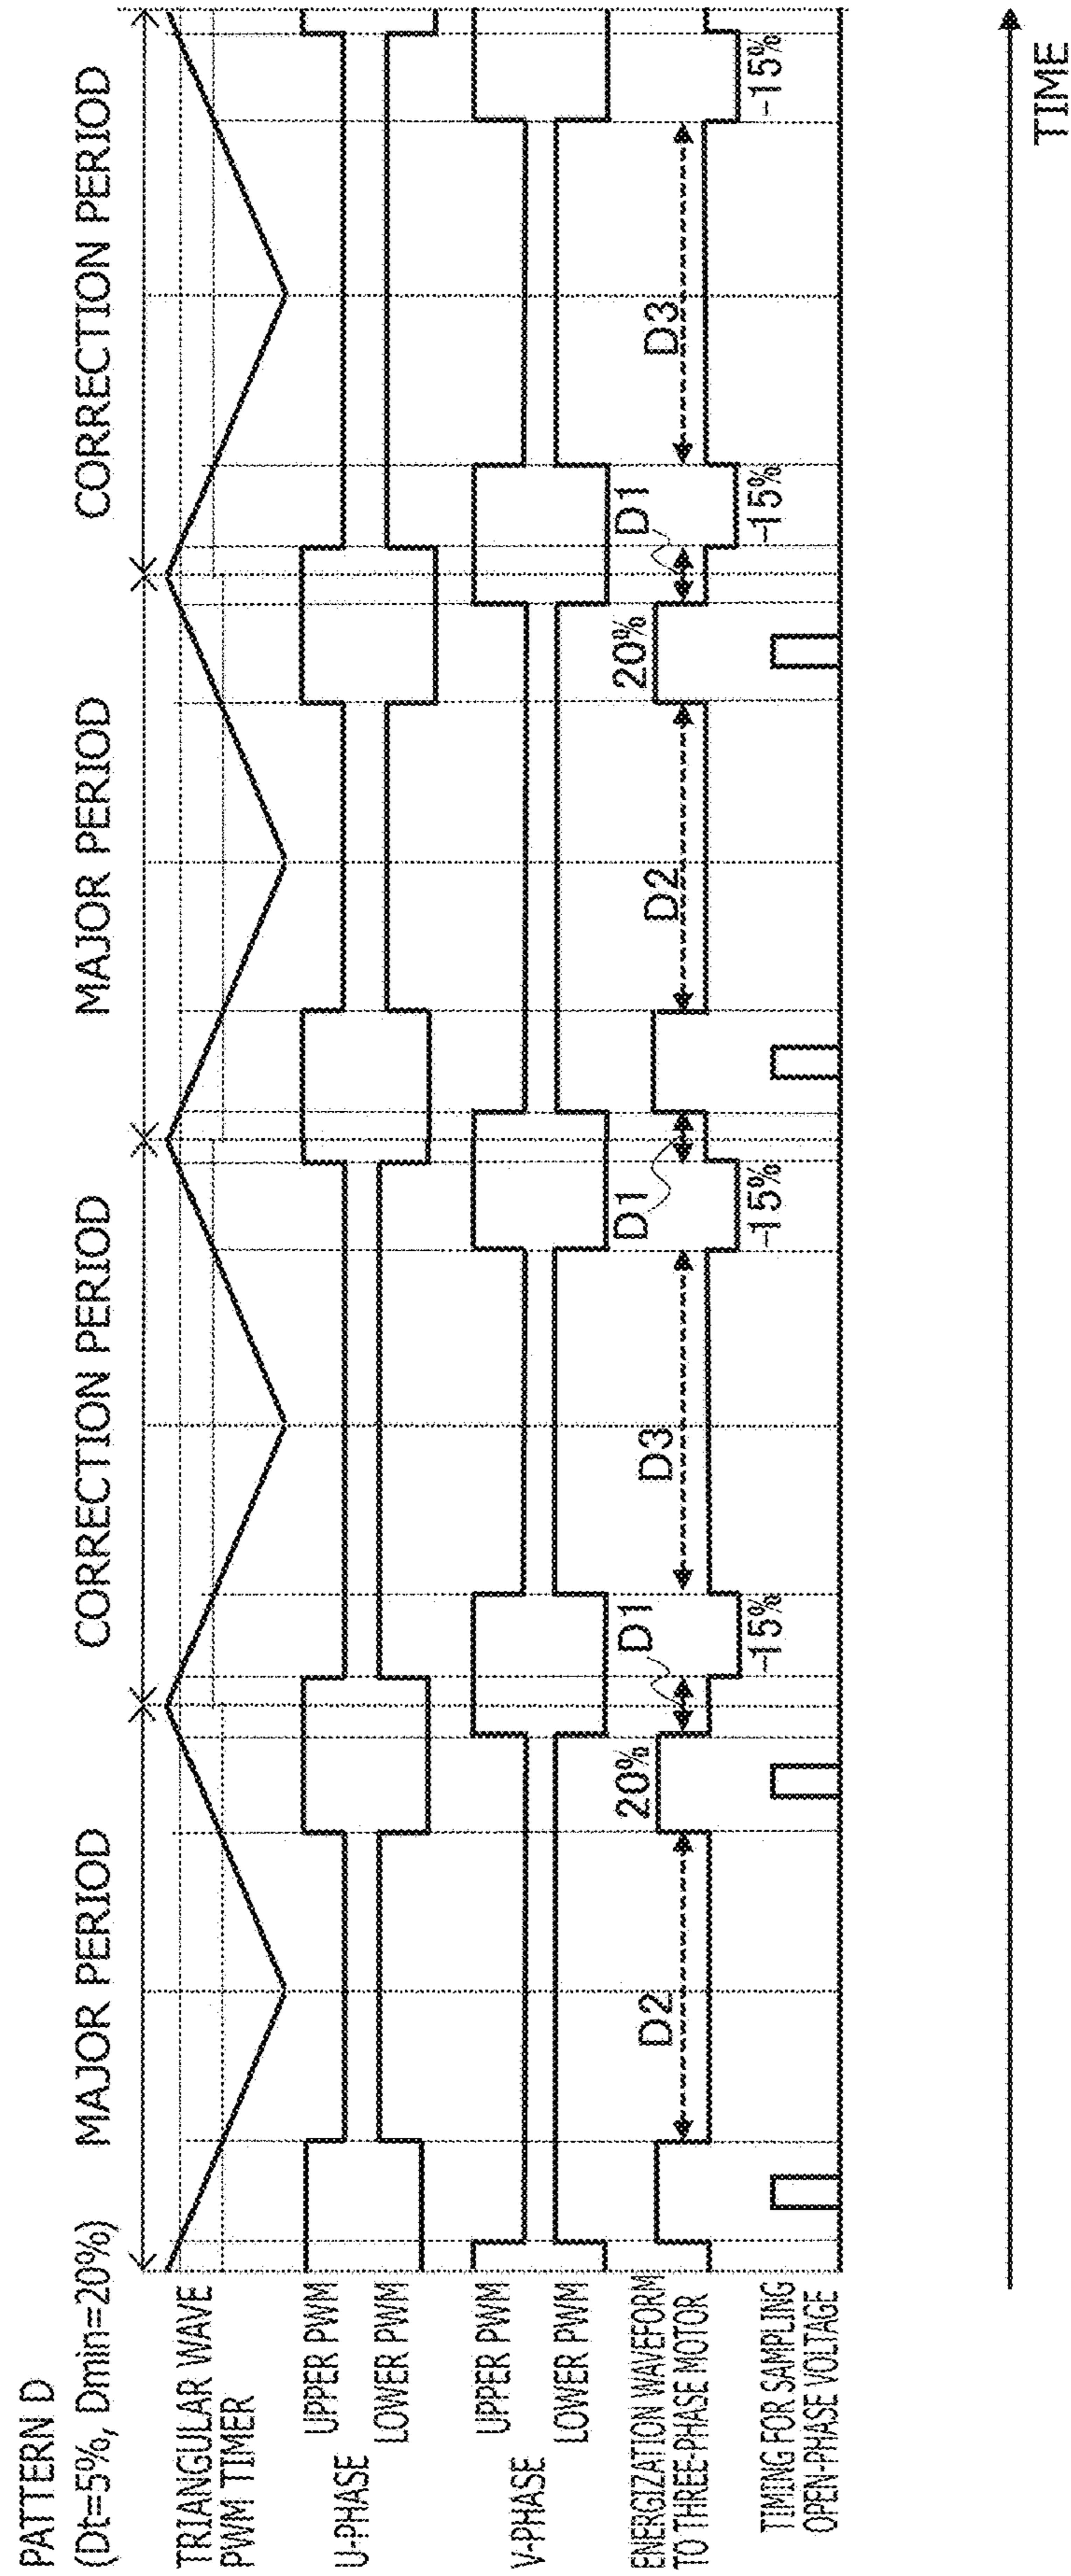 PATTERN D
(Dt=5%, Dmin=20%)
MAJOR PERIOD
CORRECTION PERIOD
MAJOR PERIOD
CORRECTION PERIOD
TRIANGULAR WAVE
PWM TIMER
U-PHASE
UPPER PWM
LOWER PWM
V-PHASE
UPPER PWM
LOWER PWM
ENERGIZATION WAVEFORM
TO THREE-PHASE MOTOR
D2
20%
D1
-15%
D3
D1
-15%
D2
20%
D1
-15%
D3
-15%
TIMING FOR SAMPLING
OPEN-PHASE VOLTAGE
TIME